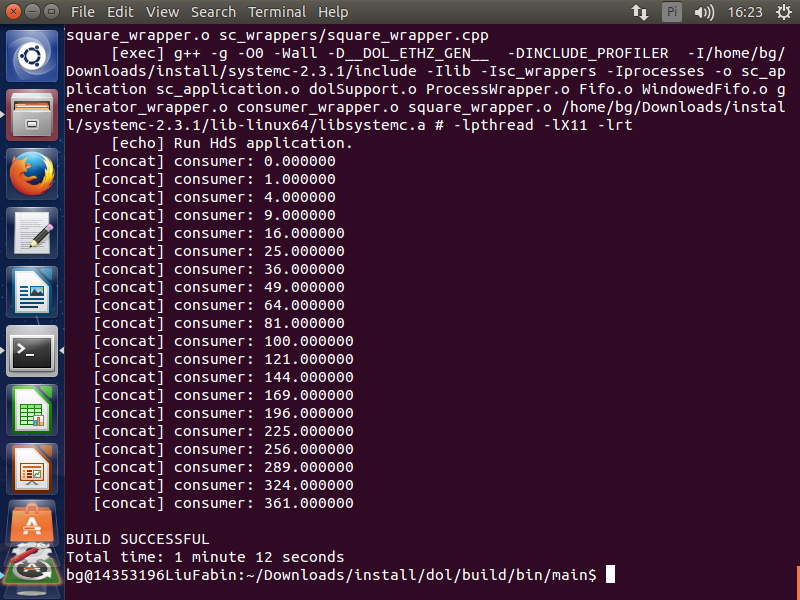 File Edit View Search Terminal Help Pi 16:23
square_wrapper.o sc_wrappers/square_wrapper.cpp
[exec] g++ -g -O0 -Wall -D__DOL_ETHZ_GEN__ -DINCLUDE_PROFILER -I/home/bg/
Downloads/install/systemc-2.3.1/include -Ilib -Isc_wrappers -Iprocesses -o sc_ap
plication sc_application.o dolSupport.o ProcessWrapper.o Fifo.o WindowedFifo.o g
enerator_wrapper.o consumer_wrapper.o square_wrapper.o /home/bg/Downloads/instal
l/systemc-2.3.1/lib-linux64/libsystemc.a # -lpthread -lX11 -lrt
[echo] Run HdS application.
[concat] consumer: 0.000000
[concat] consumer: 1.000000
[concat] consumer: 4.000000
[concat] consumer: 9.000000
[concat] consumer: 16.000000
[concat] consumer: 25.000000
[concat] consumer: 36.000000
[concat] consumer: 49.000000
[concat] consumer: 64.000000
[concat] consumer: 81.000000
[concat] consumer: 100.000000
[concat] consumer: 121.000000
[concat] consumer: 144.000000
[concat] consumer: 169.000000
[concat] consumer: 196.000000
[concat] consumer: 225.000000
[concat] consumer: 256.000000
[concat] consumer: 289.000000
[concat] consumer: 324.000000
[concat] consumer: 361.000000
BUILD SUCCESSFUL
Total time: 1 minute 12 seconds
bg@14353196LiuFabin:~/Downloads/install/dol/build/bin/main$